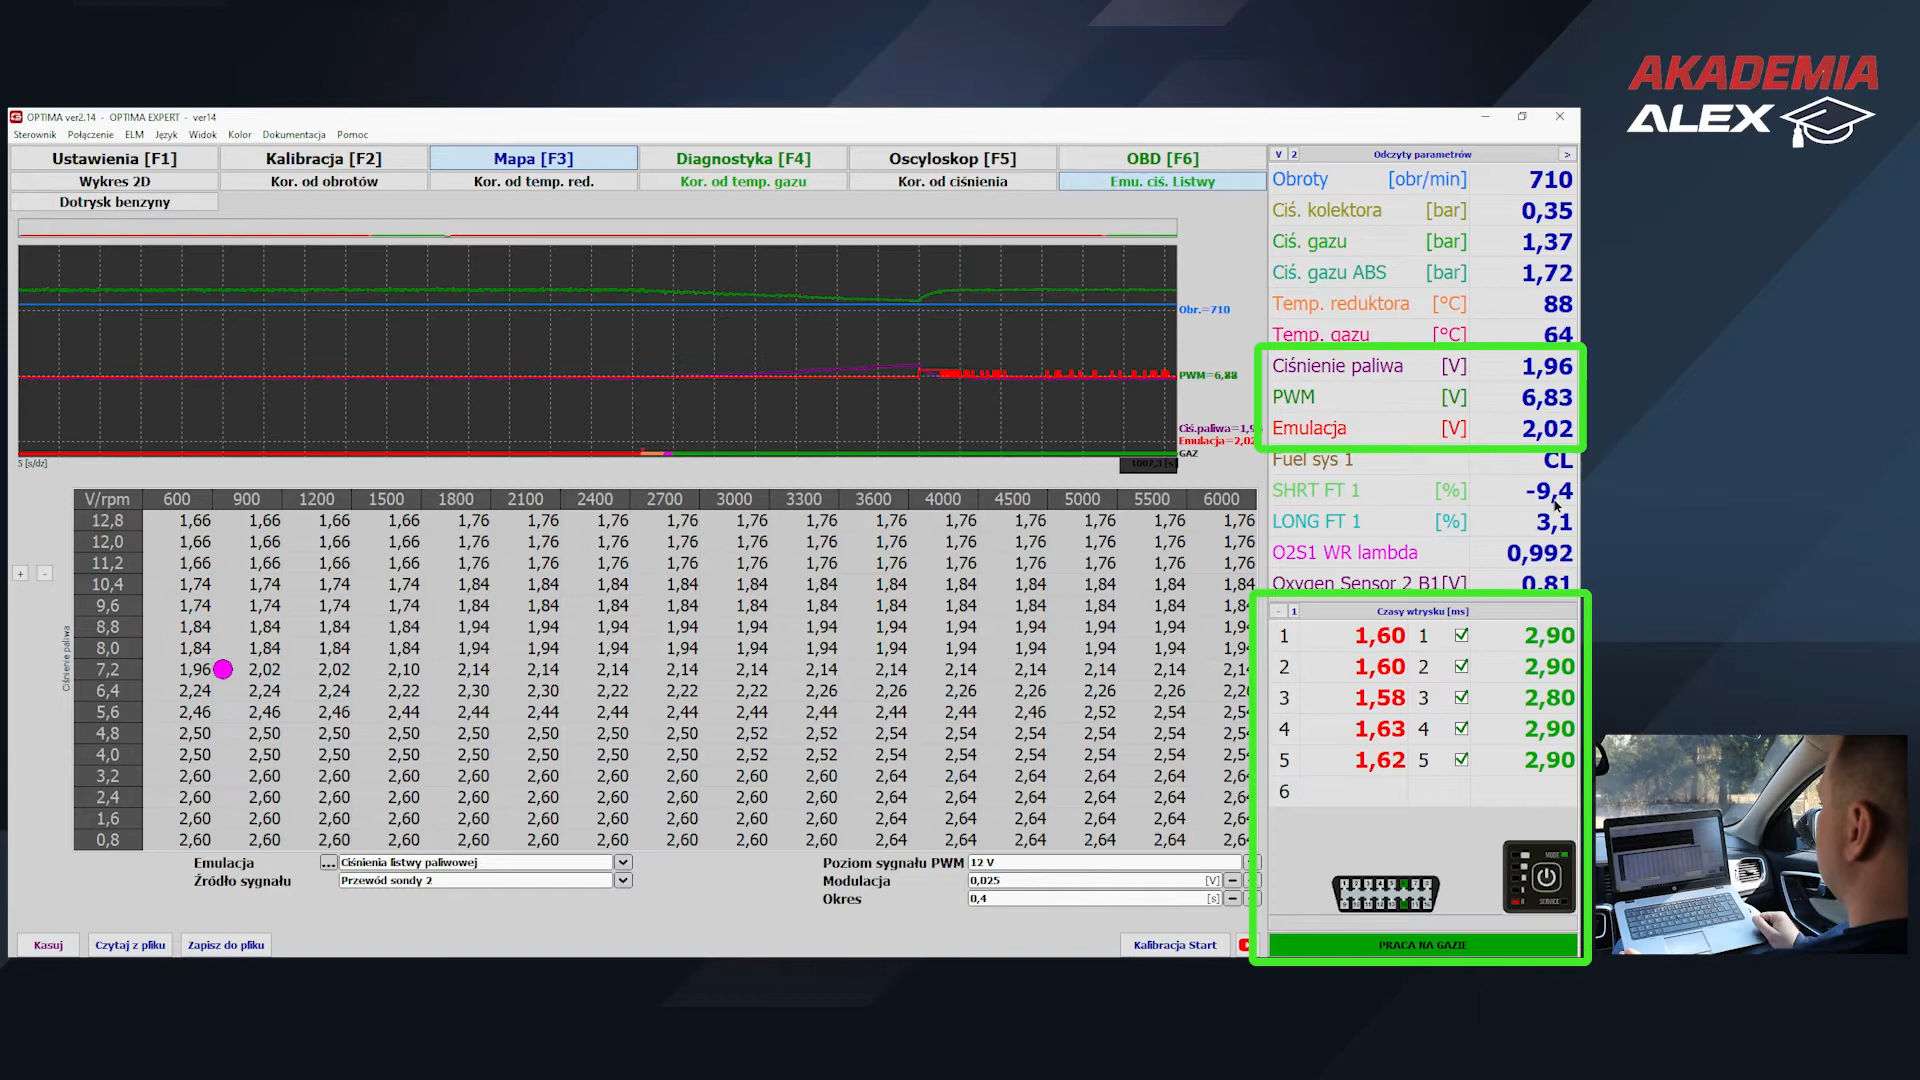 AKADEMIA
ALEX
OPTIMA ver2.14 - OPTIMA EXPERT - ver14
Sterownik Połączenie ELM Język Widok Kolor Dokumentacja Pomoc
Ustawienia [F1] Kalibracja [F2] Mapa [F3] Diagnostyka [F4] Oscyloskop [F5] OBD [F6]
Wykres 2D Kor. od obrotów Kor. od temp. red. Kor. od temp. gazu Kor. od ciśnienia Emu. ciś. Listwy
Dotrysk benzyny
Obr.=710
Ciś.paliwa=1,9
Emulacja=2,02
GAZ
5 [s/dz]
1007,3 [s]
V/rpm 600 900 1200 1500 1800 2100 2400 2700 3000 3300 3600 4000 4500 5000 5500 6000
12,8 1,66 1,66 1,66 1,66 1,76 1,76 1,76 1,76 1,76 1,76 1,76 1,76 1,76 1,76 1,76 1,76
12,0 1,66 1,66 1,66 1,66 1,76 1,76 1,76 1,76 1,76 1,76 1,76 1,76 1,76 1,76 1,76 1,76
11,2 1,66 1,66 1,66 1,66 1,76 1,76 1,76 1,76 1,76 1,76 1,76 1,76 1,76 1,76 1,76 1,76
10,4 1,74 1,74 1,74 1,74 1,84 1,84 1,84 1,84 1,84 1,84 1,84 1,84 1,84 1,84 1,84 1,84
9,6 1,74 1,74 1,74 1,74 1,84 1,84 1,84 1,84 1,84 1,84 1,84 1,84 1,84 1,84 1,84 1,84
8,8 1,84 1,84 1,84 1,84 1,94 1,94 1,94 1,94 1,94 1,94 1,94 1,94 1,94 1,94 1,94 1,94
8,0 1,84 1,84 1,84 1,84 1,94 1,94 1,94 1,94 1,94 1,94 1,94 1,94 1,94 1,94 1,94 1,94
7,2 1,96 2,02 2,02 2,10 2,14 2,14 2,14 2,14 2,14 2,14 2,14 2,14 2,14 2,14 2,14 2,14
6,4 2,24 2,24 2,24 2,22 2,30 2,30 2,22 2,22 2,22 2,26 2,26 2,26 2,26 2,26 2,26 2,26
5,6 2,46 2,46 2,46 2,44 2,44 2,44 2,44 2,44 2,44 2,44 2,44 2,44 2,46 2,52 2,54 2,54
4,8 2,50 2,50 2,50 2,50 2,50 2,50 2,50 2,50 2,52 2,52 2,54 2,54 2,54 2,54 2,54 2,54
4,0 2,50 2,50 2,50 2,50 2,50 2,50 2,50 2,50 2,52 2,52 2,54 2,54 2,54 2,54 2,54 2,54
3,2 2,60 2,60 2,60 2,60 2,60 2,60 2,60 2,60 2,60 2,60 2,64 2,64 2,64 2,64 2,64 2,64
2,4 2,60 2,60 2,60 2,60 2,60 2,60 2,60 2,60 2,60 2,60 2,64 2,64 2,64 2,64 2,64 2,64
1,6 2,60 2,60 2,60 2,60 2,60 2,60 2,60 2,60 2,60 2,60 2,64 2,64 2,64 2,64 2,64 2,64
0,8 2,60 2,60 2,60 2,60 2,60 2,60 2,60 2,60 2,60 2,60 2,64 2,64 2,64 2,64 2,64 2,64
Ciśnienie paliwa
Emulacja ... Ciśnienia listwy paliwowej
Źródło sygnału Przewód sondy 2
Poziom sygnału PWM 12 V
Modulacja 0,025 [V]
Okres 0,4 [s]
Kasuj Czytaj z pliku Zapisz do pliku Kalibracja Start
V 2 Odczyty parametrów >
Obroty [obr/min] 710
Ciś. kolektora [bar] 0,35
Ciś. gazu [bar] 1,37
Ciś. gazu ABS [bar] 1,72
Temp. reduktora [°C] 88
Temp. gazu [°C] 64
Ciśnienie paliwa [V] 1,96
PWM [V] 6,83
Emulacja [V] 2,02
Fuel sys 1 CL
SHRT FT 1 [%] -9,4
LONG FT 1 [%] 3,1
O2S1 WR lambda 0,992
Oxygen Sensor 2 B1[V] 0,81
- 1 Czasy wtrysku [ms]
1 1,60 1 2,90
2 1,60 2 2,90
3 1,58 3 2,80
4 1,63 4 2,90
5 1,62 5 2,90
6
MODE
SERVICE
PRACA NA GAZIE